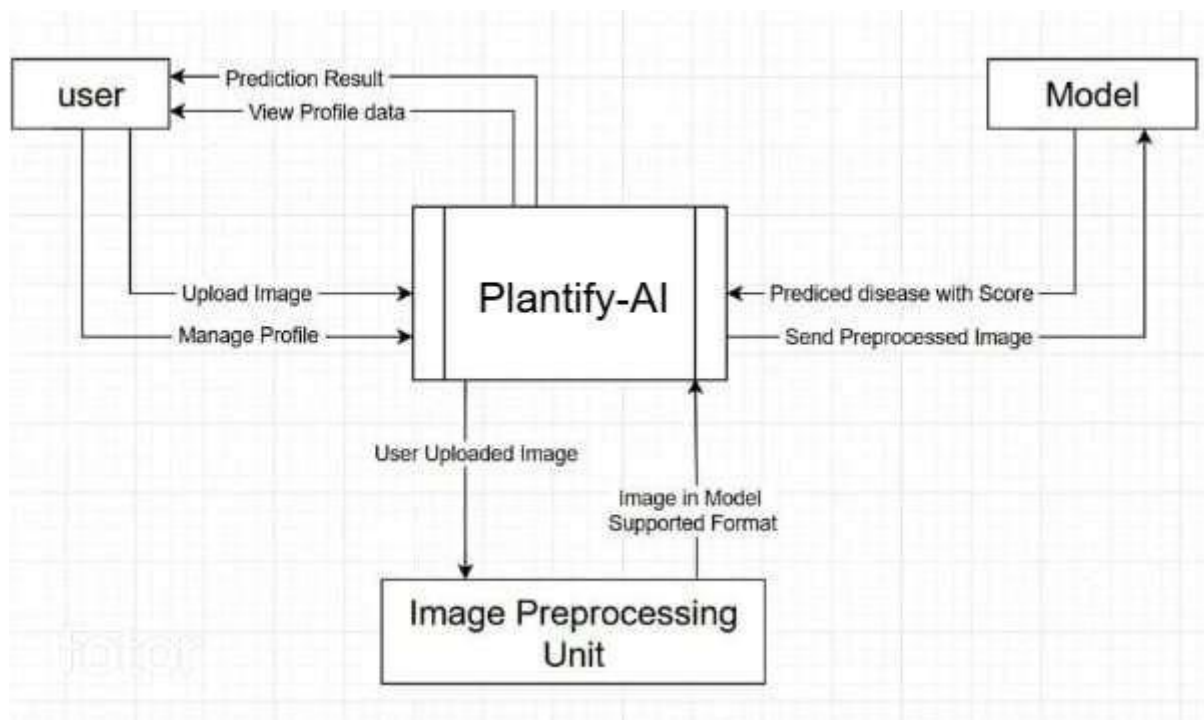 user
Prediction Result
View Profile data
Model
Plantify-AI
Upload Image
Manage Profile
Prediced disease with Score
Send Preprocessed Image
User Uploaded Image
Image in Model
Supported Format
Image Preprocessing
Unit
fotor